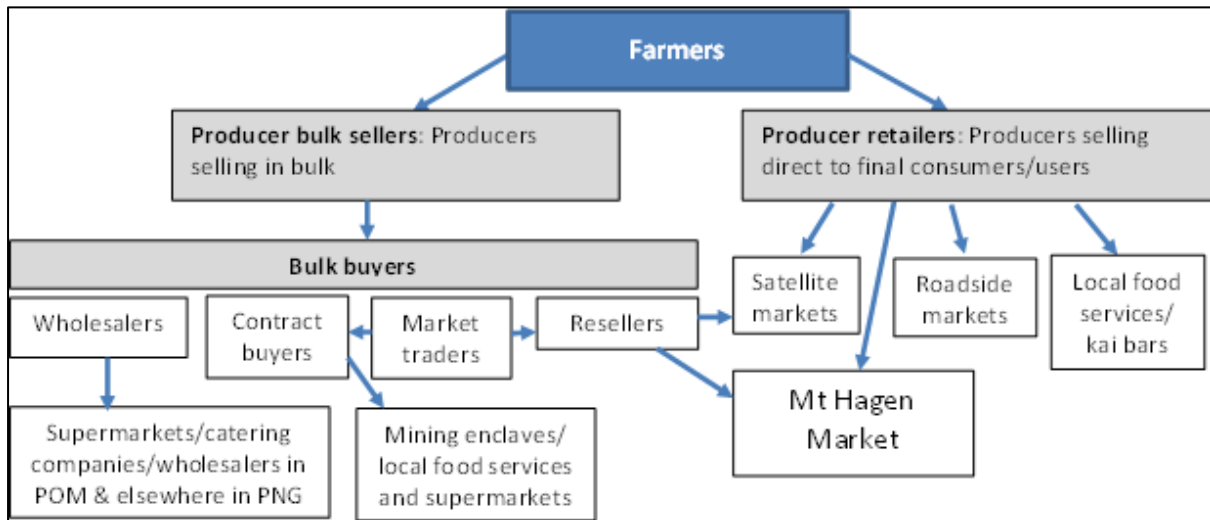 Farmers
Producer bulk sellers: Producers
selling in bulk
Producer retailers: Producers selling
direct to final consumers/users
Bulk buyers
Wholesalers
Contract
buyers
Market
traders
Resellers
Satellite
markets
Roadside
markets
Local food
services/
kai bars
Supermarkets/catering
companies/wholesalers in
POM & elsewhere in PNG
Mining enclaves/
local food services
and supermarkets
Mt Hagen
Market